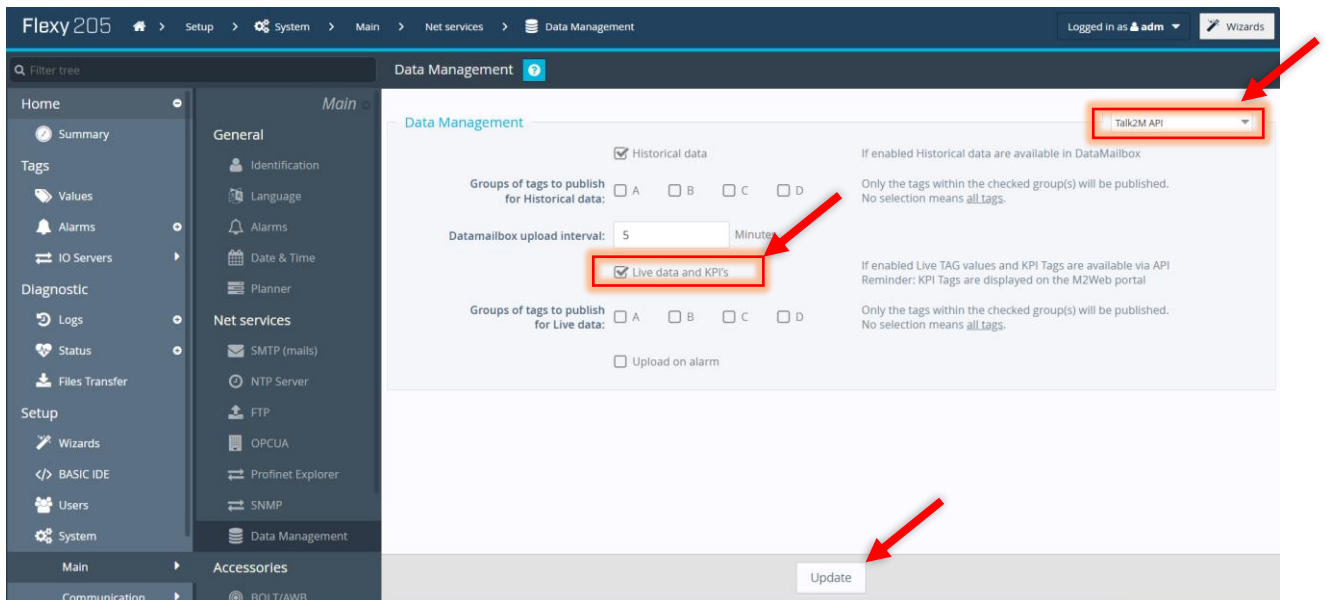 Flexy 205 > Setup > System > Main > Net services > Data Management
Logged in as adm
Wizards
Filter tree
Home
Summary
Tags
Values
Alarms
IO Servers
Diagnostic
Logs
Status
Files Transfer
Setup
Wizards
</> BASIC IDE
Users
System
Main
Communication
Main
General
Identification
Language
Alarms
Date & Time
Planner
Net services
SMTP (mails)
NTP Server
FTP
OPCUA
Profinet Explorer
SNMP
Data Management
Accessories
BOLT/AWB
Data Management ?
Data Management
Talk2M API
Historical data
If enabled Historical data are available in DataMailbox
Groups of tags to publish
for Historical data:
A B C D
Only the tags within the checked group(s) will be published.
No selection means all tags.
Datamailbox upload interval: 5 Minutes
Live data and KPI's
If enabled Live TAG values and KPI Tags are available via API
Reminder: KPI Tags are displayed on the M2Web portal
Groups of tags to publish
for Live data:
A B C D
Only the tags within the checked group(s) will be published.
No selection means all tags.
Upload on alarm
Update